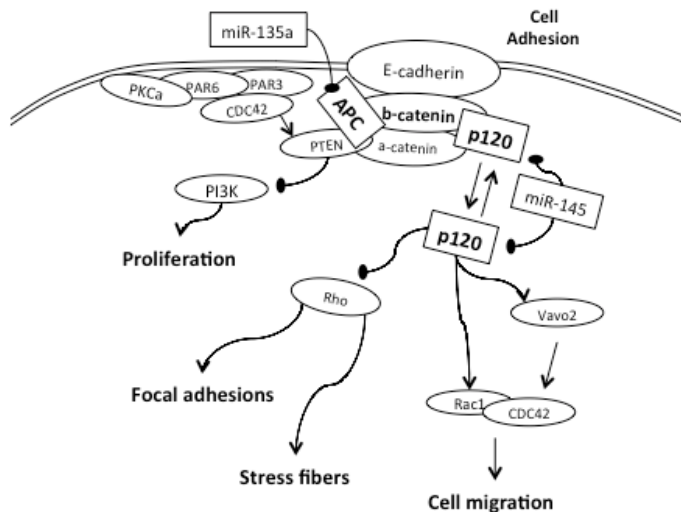 Cell
Adhesion
miR-135a
E-cadherin
PKCa
PAR6
PAR3
CDC42
APC
b-catenin
p120
PTEN
a-catenin
PI3K
miR-145
Proliferation
p120
Rho
Vavo2
Focal adhesions
Rac1
CDC42
Stress fibers
Cell migration